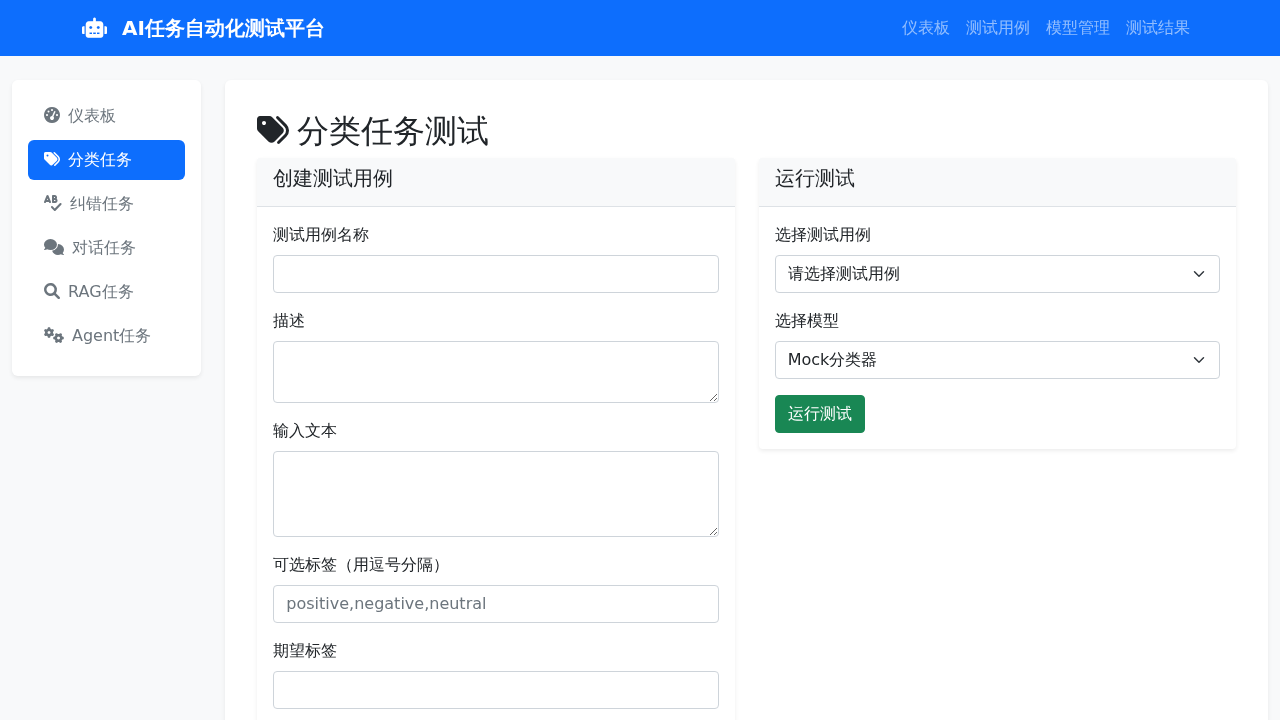 AI任务自动化测试平台
仪表板
测试用例
模型管理
测试结果
仪表板
分类任务
纠错任务
对话任务
RAG任务
Agent任务
分类任务测试
创建测试用例
测试用例名称
描述
输入文本
可选标签（用逗号分隔）
positive,negative,neutral
期望标签
运行测试
选择测试用例
请选择测试用例
选择模型
Mock分类器
运行测试